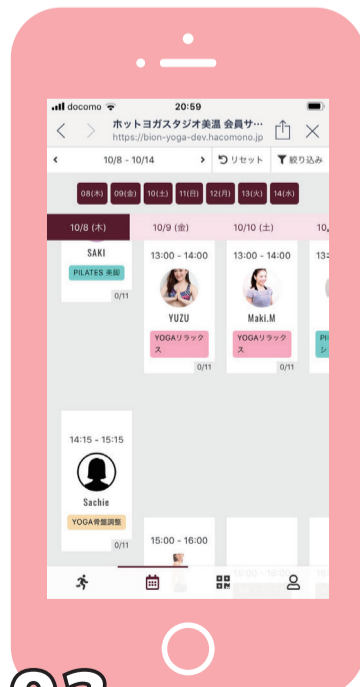 docomo 20:59
ホットヨガスタジオ美温 会員サ…
https://bion-yoga-dev.hacomono.jp
10/8 - 10/14 リセット 絞り込み
08(木) 09(金) 10(土) 11(日) 12(月) 13(火) 14(水)
10/8 (木) 10/9 (金) 10/10 (土)
SAKI 13:00 - 14:00 13:00 - 14:00
PILATES 美脚
0/11
YUZU Maki.M
YOGAリラックス YOGAリラックス
0/11 0/11
14:15 - 15:15
Sachie
YOGA骨盤調整
0/11
15:00 - 16:00